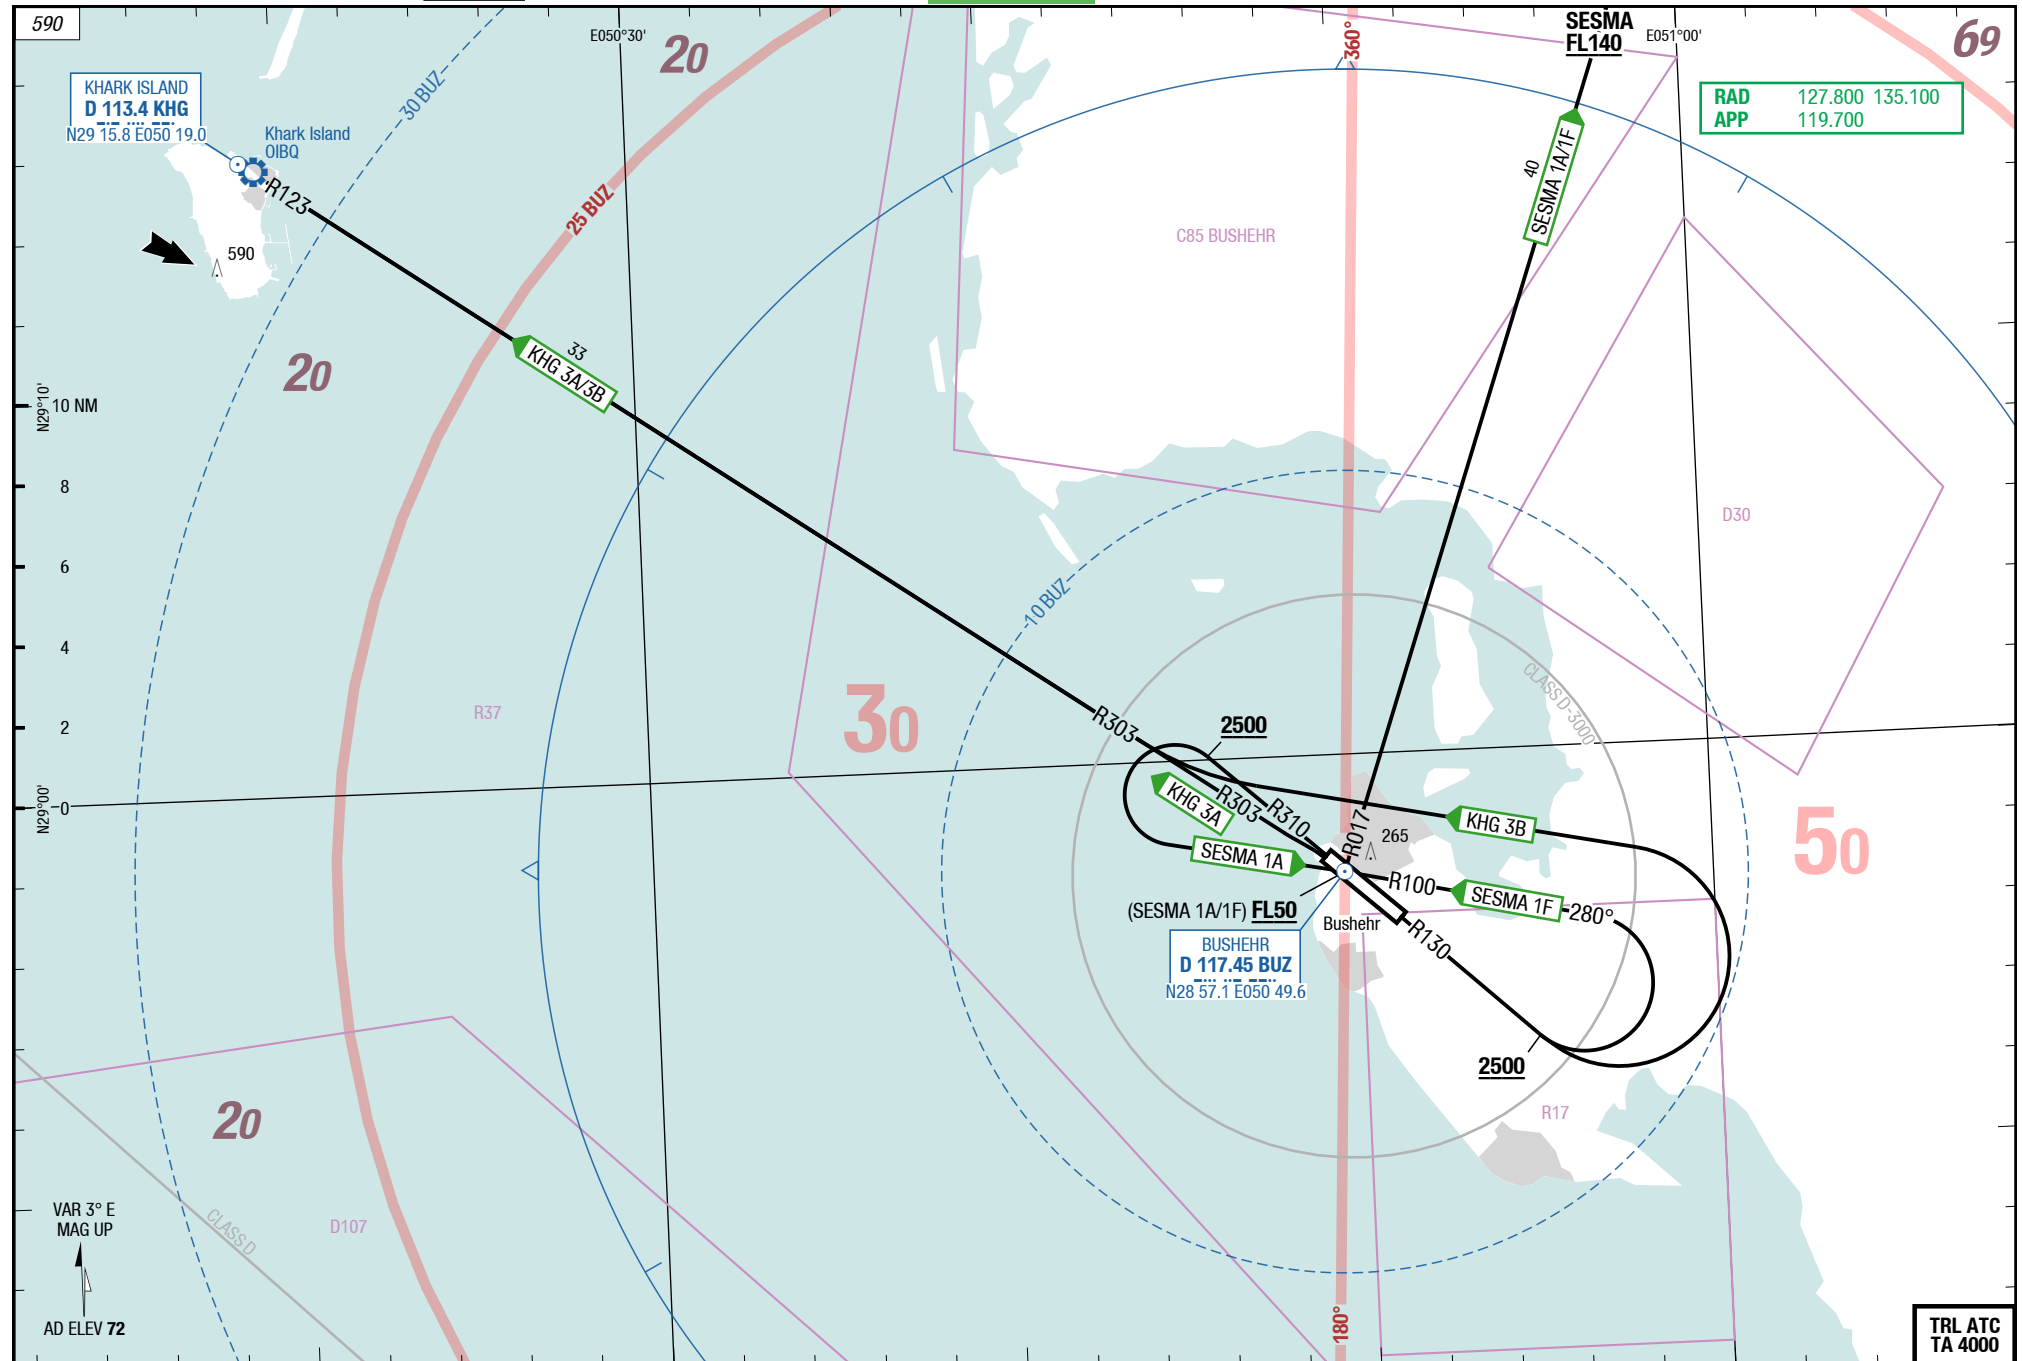 590
E050°30'
20
SESMA
FL140
E051°00'
69
360°
KHARK ISLAND
D 113.4 KHG
N29 15.8 E050 19.0
Khark Island
OIBQ
30 BUZ
RAD 127.800 135.100
APP 119.700
40
SESMA 1A/1F
R123
25 BUZ
590
C85 BUSHEHR
33
KHG 3A/3B
20
N29°10'
10 NM
8
6
4
2
0
N29°00'
D30
10 BUZ
CLASS D-3000
R37
30
R303
2500
KHG 3A
R303
R310
R017
265
KHG 3B
50
SESMA 1A
R100
SESMA 1F
280°
(SESMA 1A/1F) FL50
Bushehr
R130
BUSHEHR
D 117.45 BUZ
N28 57.1 E050 49.6
2500
R17
20
VAR 3° E
MAG UP
CLASS D
D107
AD ELEV 72
180°
TRL ATC
TA 4000